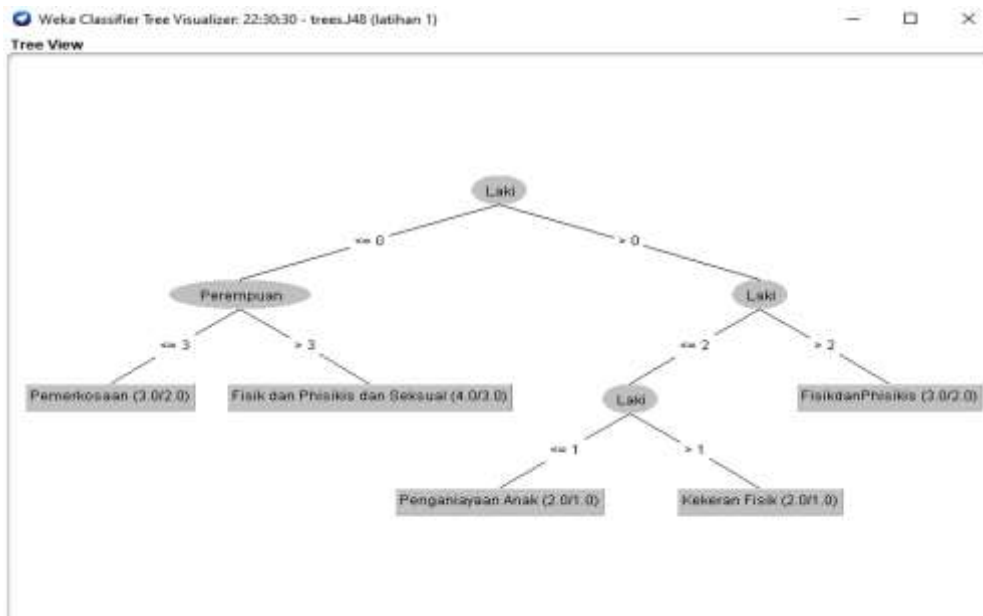 Weka Classifier Tree Visualizer: 22:30:30 - trees.J48 (latihan 1)
Tree View
Laki
<= 0
> 0
Perempuan
Laki
<= 3
> 3
<= 2
> 2
Pemerkosaan (3.0/2.0)
Fisik dan Phisikis dan Seksual (4.0/3.0)
Laki
FisikdanPhisikis (3.0/2.0)
<= 1
> 1
Penganiayaan Anak (2.0/1.0)
Kekeran Fisik (2.0/1.0)